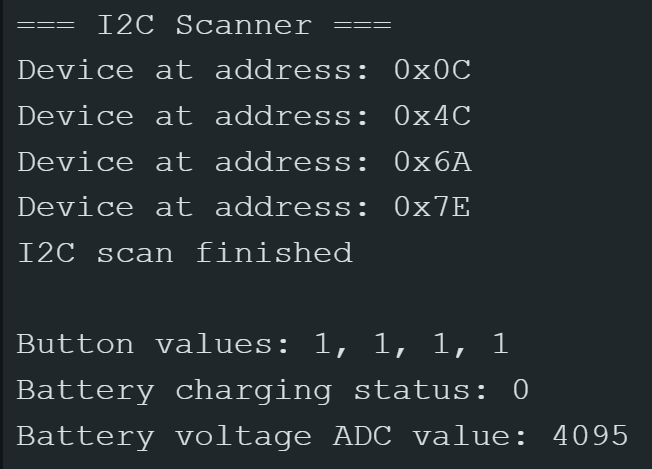 === I2C Scanner ===
Device at address: 0x0C
Device at address: 0x4C
Device at address: 0x6A
Device at address: 0x7E
I2C scan finished
Button values: 1, 1, 1, 1
Battery charging status: 0
Battery voltage ADC value: 4095